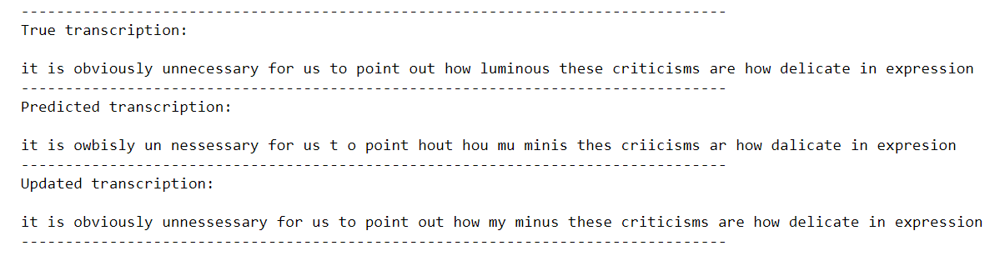 --------------------------------------------------------------------------------
True transcription:
it is obviously unnecessary for us to point out how luminous these criticisms are how delicate in expression
--------------------------------------------------------------------------------
Predicted transcription:
it is owbisly un nessessary for us t o point hout hou mu minis thes criicisms ar how dalicate in expresion
--------------------------------------------------------------------------------
Updated transcription:
it is obviously unnessessary for us to point out how my minus these criticisms are how delicate in expression
--------------------------------------------------------------------------------